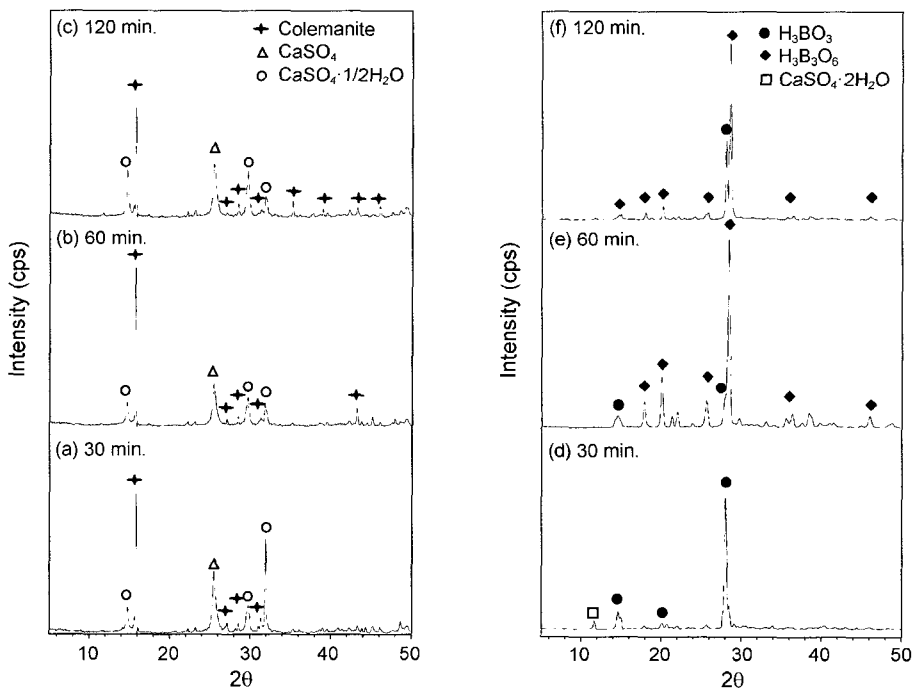 (c) 120 min.
Colemanite
CaSO₄
CaSO₄·1/2H₂O
(b) 60 min.
(a) 30 min.
Intensity (cps)
10 20 30 40 50
2θ
(f) 120 min.
H₃BO₃
H₃B₃O₆
CaSO₄·2H₂O
(e) 60 min.
(d) 30 min.
Intensity (cps)
10 20 30 40 50
2θ